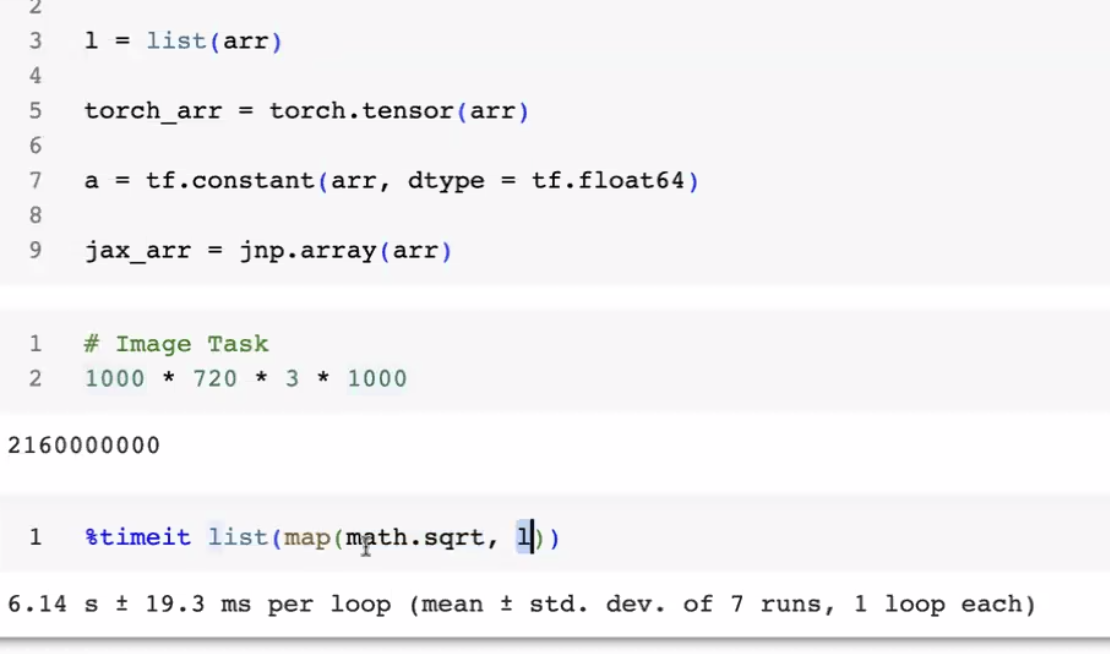 2
3 l = list(arr)
4
5 torch_arr = torch.tensor(arr)
6
7 a = tf.constant(arr, dtype = tf.float64)
8
9 jax_arr = jnp.array(arr)
1 # Image Task
2 1000 * 720 * 3 * 1000
2160000000
1 %timeit list(map(math.sqrt, l))
6.14 s ± 19.3 ms per loop (mean ± std. dev. of 7 runs, 1 loop each)